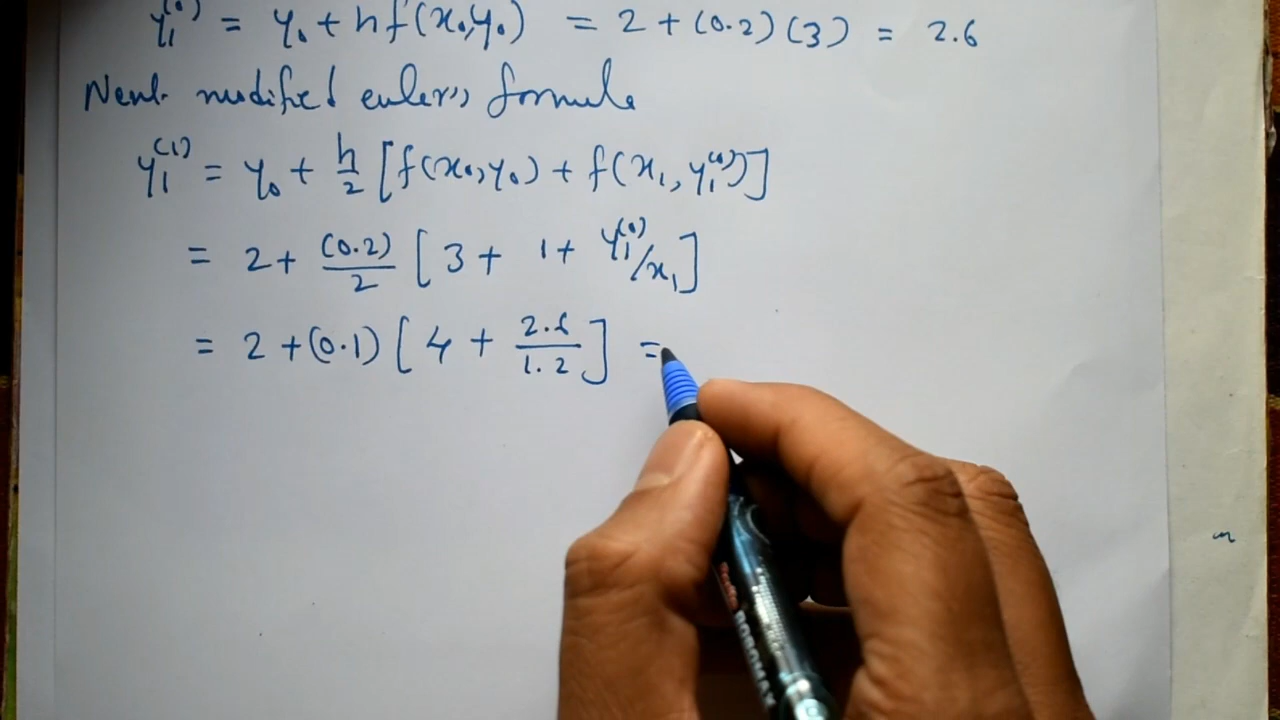 y₁⁽⁰⁾ = y₀ + hf(x₀,y₀) = 2 + (0.2)(3) = 2.6
Next modified euler's formula
y₁⁽¹⁾ = y₀ + h/2 [f(x₀,y₀) + f(x₁, y₁⁽⁰⁾)]
= 2 + (0.2)/2 [3 + 1 + y₁⁽⁰⁾/x₁]
= 2 + (0.1) [4 + 2.6/1.2] =